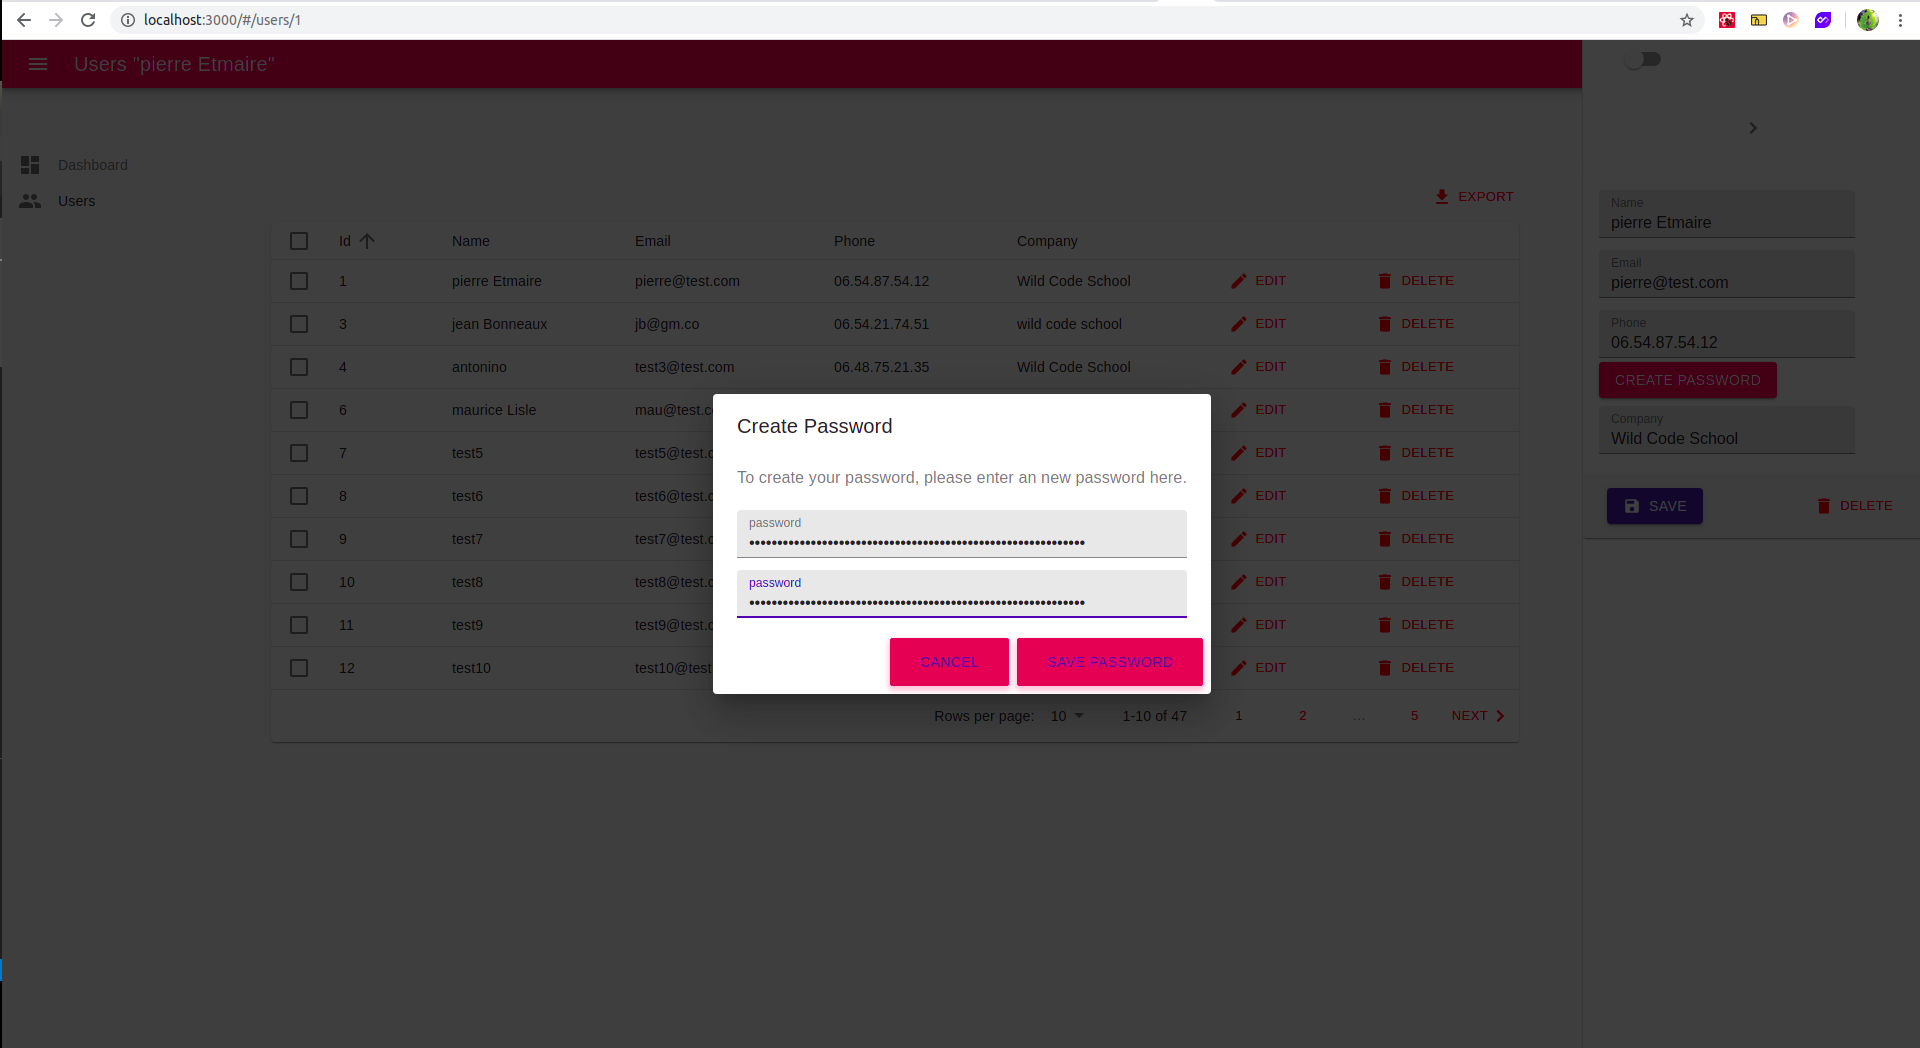 localhost:3000/#/users/1
Users "pierre Etmaire"
Dashboard
Users
EXPORT
Id Name Email Phone Company
1 pierre Etmaire pierre@test.com 06.54.87.54.12 Wild Code School EDIT DELETE
3 jean Bonneaux jb@gm.co 06.54.21.74.51 wild code school EDIT DELETE
4 antonino test3@test.com 06.48.75.21.35 Wild Code School EDIT DELETE
6 maurice Lisle mau@test.c EDIT DELETE
7 test5 test5@test.c EDIT DELETE
8 test6 test6@test.c EDIT DELETE
9 test7 test7@test.c EDIT DELETE
10 test8 test8@test.c EDIT DELETE
11 test9 test9@test.c EDIT DELETE
12 test10 test10@test. EDIT DELETE
Rows per page: 10 1-10 of 47 1 2 ... 5 NEXT
Create Password
To create your password, please enter an new password here.
password
••••••••••••••••••••••••••••••••••••••••••••••••••••••••••••
password
••••••••••••••••••••••••••••••••••••••••••••••••••••••••••••
CANCEL SAVE PASSWORD
Name
pierre Etmaire
Email
pierre@test.com
Phone
06.54.87.54.12
CREATE PASSWORD
Company
Wild Code School
SAVE DELETE